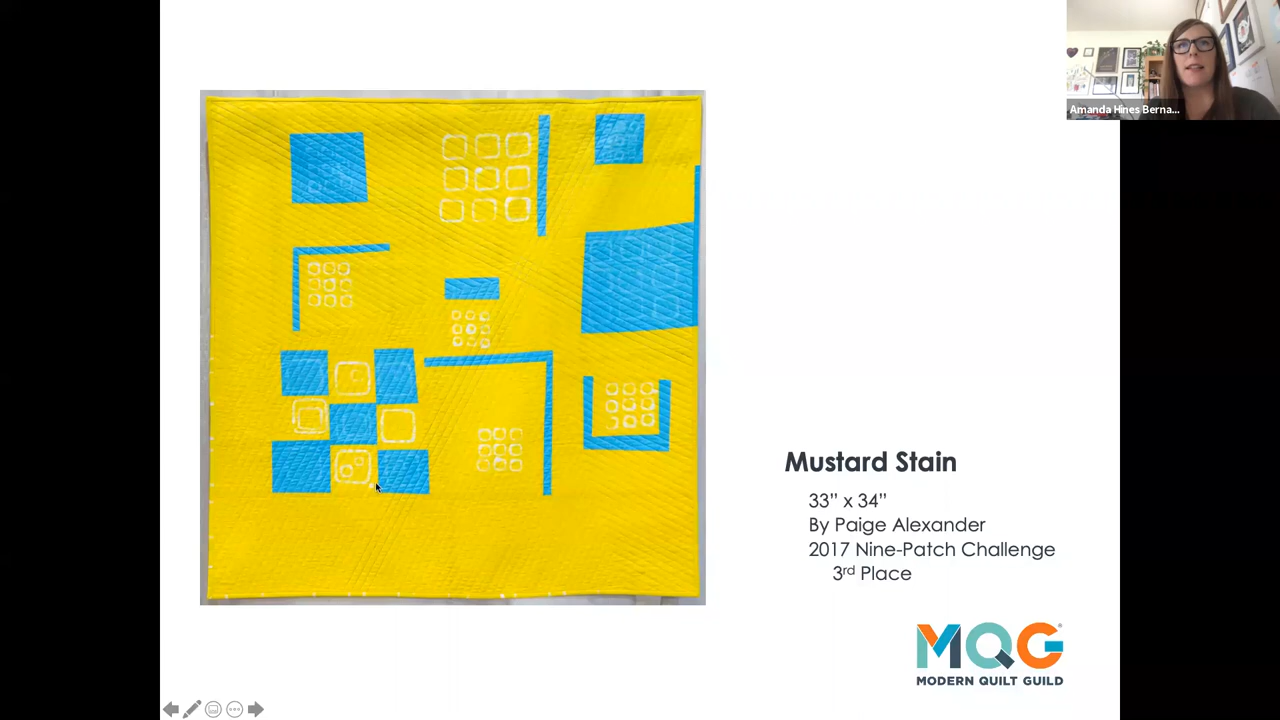 Amanda Hines Berna...
Mustard Stain
33” x 34”
By Paige Alexander
2017 Nine-Patch Challenge
3rd Place
MQG®
MODERN QUILT GUILD